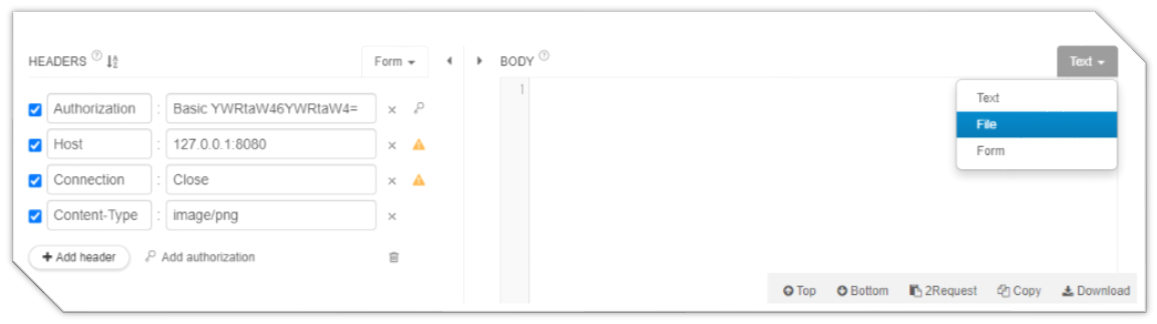 HEADERS
Form
BODY
Text
1
Text
File
Form
Authorization : Basic YWRtaW46YWRtaW4=
Host : 127.0.0.1:8080
Connection : Close
Content-Type : image/png
Add header
Add authorization
Top
Bottom
2Request
Copy
Download